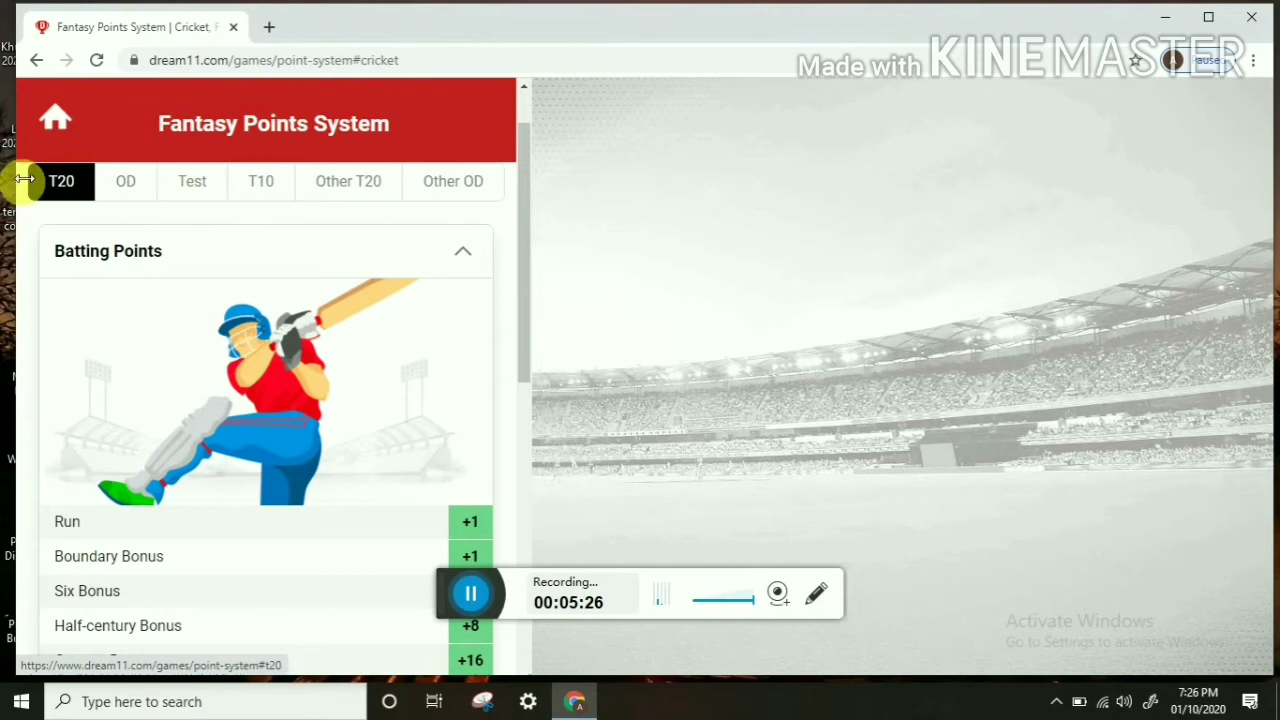 Fantasy Points System | Cricket, F
dream11.com/games/point-system#cricket
Paused
Made with KINEMASTER
Fantasy Points System
T20
OD
Test
T10
Other T20
Other OD
Batting Points
Run +1
Boundary Bonus +1
Six Bonus
Half-century Bonus +8
+16
Recording...
00:05:26
Activate Windows
Go to Settings to activate Windows.
https://www.dream11.com/games/point-system#t20
Type here to search
7:26 PM
01/10/2020